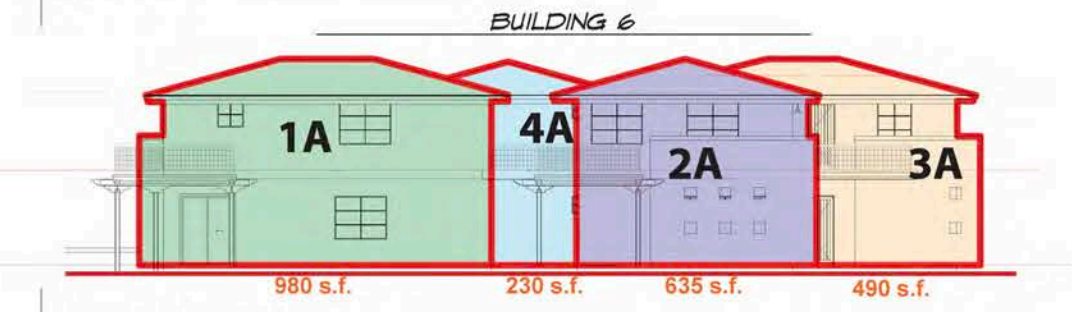 BUILDING 6
1A
4A
2A
3A
980 s.f.
230 s.f.
635 s.f.
490 s.f.